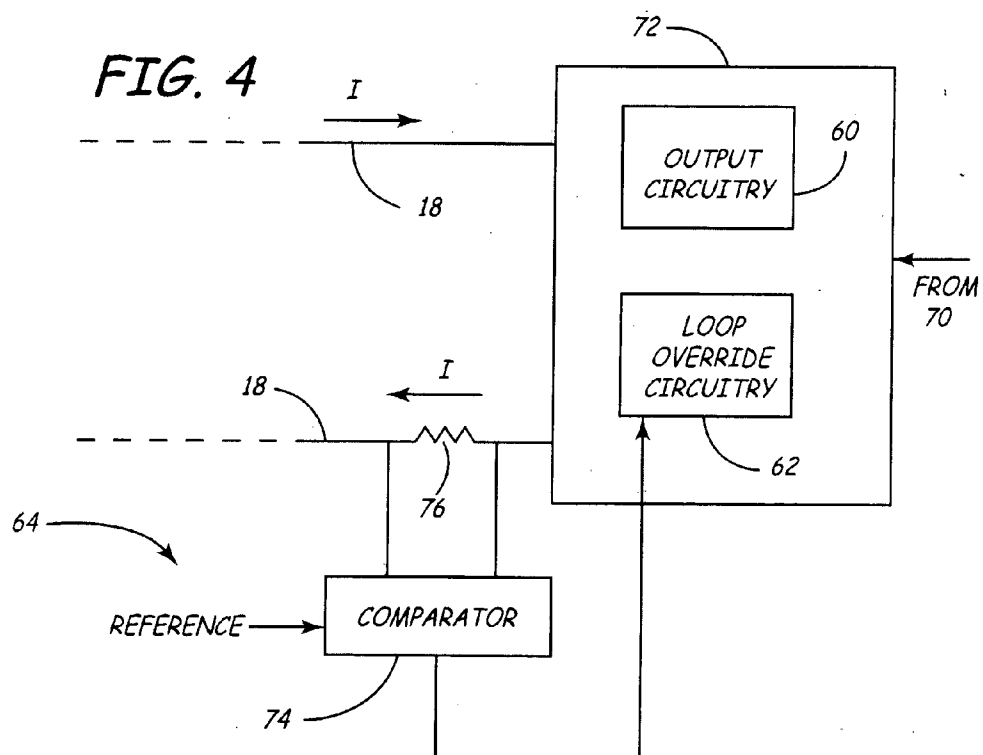 FIG. 4
72
I
OUTPUT
CIRCUITRY
60
18
FROM
70
LOOP
OVERRIDE
CIRCUITRY
I
18
76
62
64
REFERENCE
COMPARATOR
74